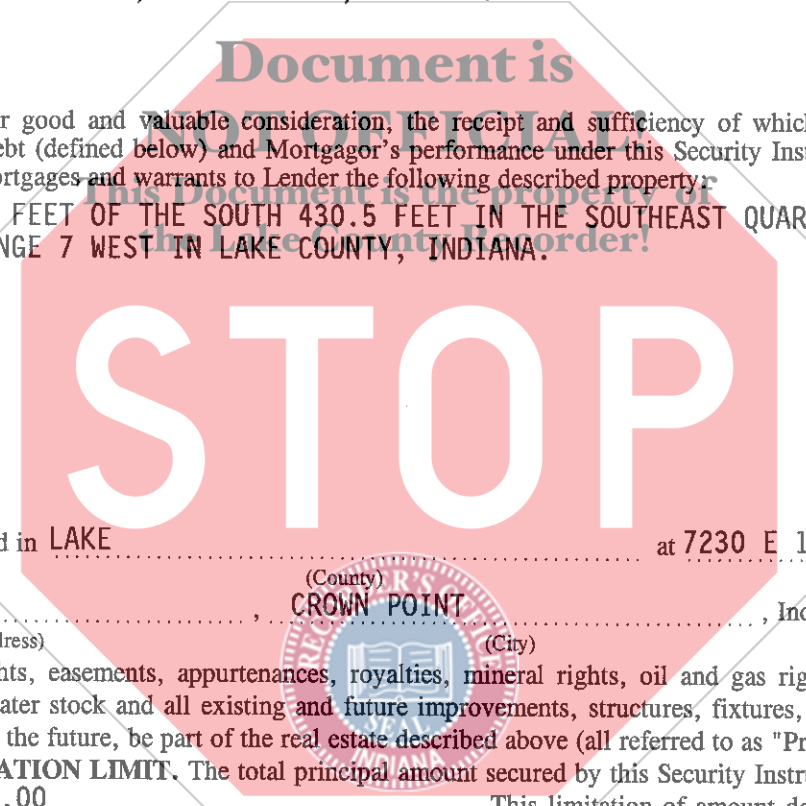 Document is
NOT OFFICIAL!
r good and valuable consideration, the receipt and sufficiency of which
ebt (defined below) and Mortgagor's performance under this Security Inst
ortgages and warrants to Lender the following described property:
This Document is the property of
FEET OF THE SOUTH 430.5 FEET IN THE SOUTHEAST QUAR
the Lake County Recorder!
NGE 7 WEST IN LAKE COUNTY, INDIANA.
STOP
d in LAKE at 7230 E 1
(County)
, CROWN POINT , Ind
dress) (City)
RECORDER'S OFFICE
SEAL
INDIANA
hts, easements, appurtenances, royalties, mineral rights, oil and gas rig
ater stock and all existing and future improvements, structures, fixtures,
the future, be part of the real estate described above (all referred to as "Pr
ATION LIMIT. The total principal amount secured by this Security Instru
.00 This limitation of amount do